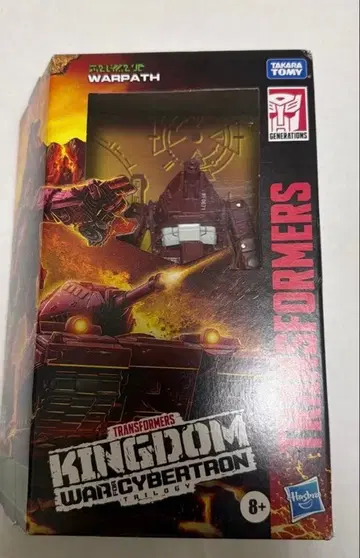 WARPATH
TAKARA
TOMY
GENERATIONS
TRANSFORMERS
TRANSFORMERS
KINGDOM
WAR FOR CYBERTRON
TRILOGY
8+
Hasbro